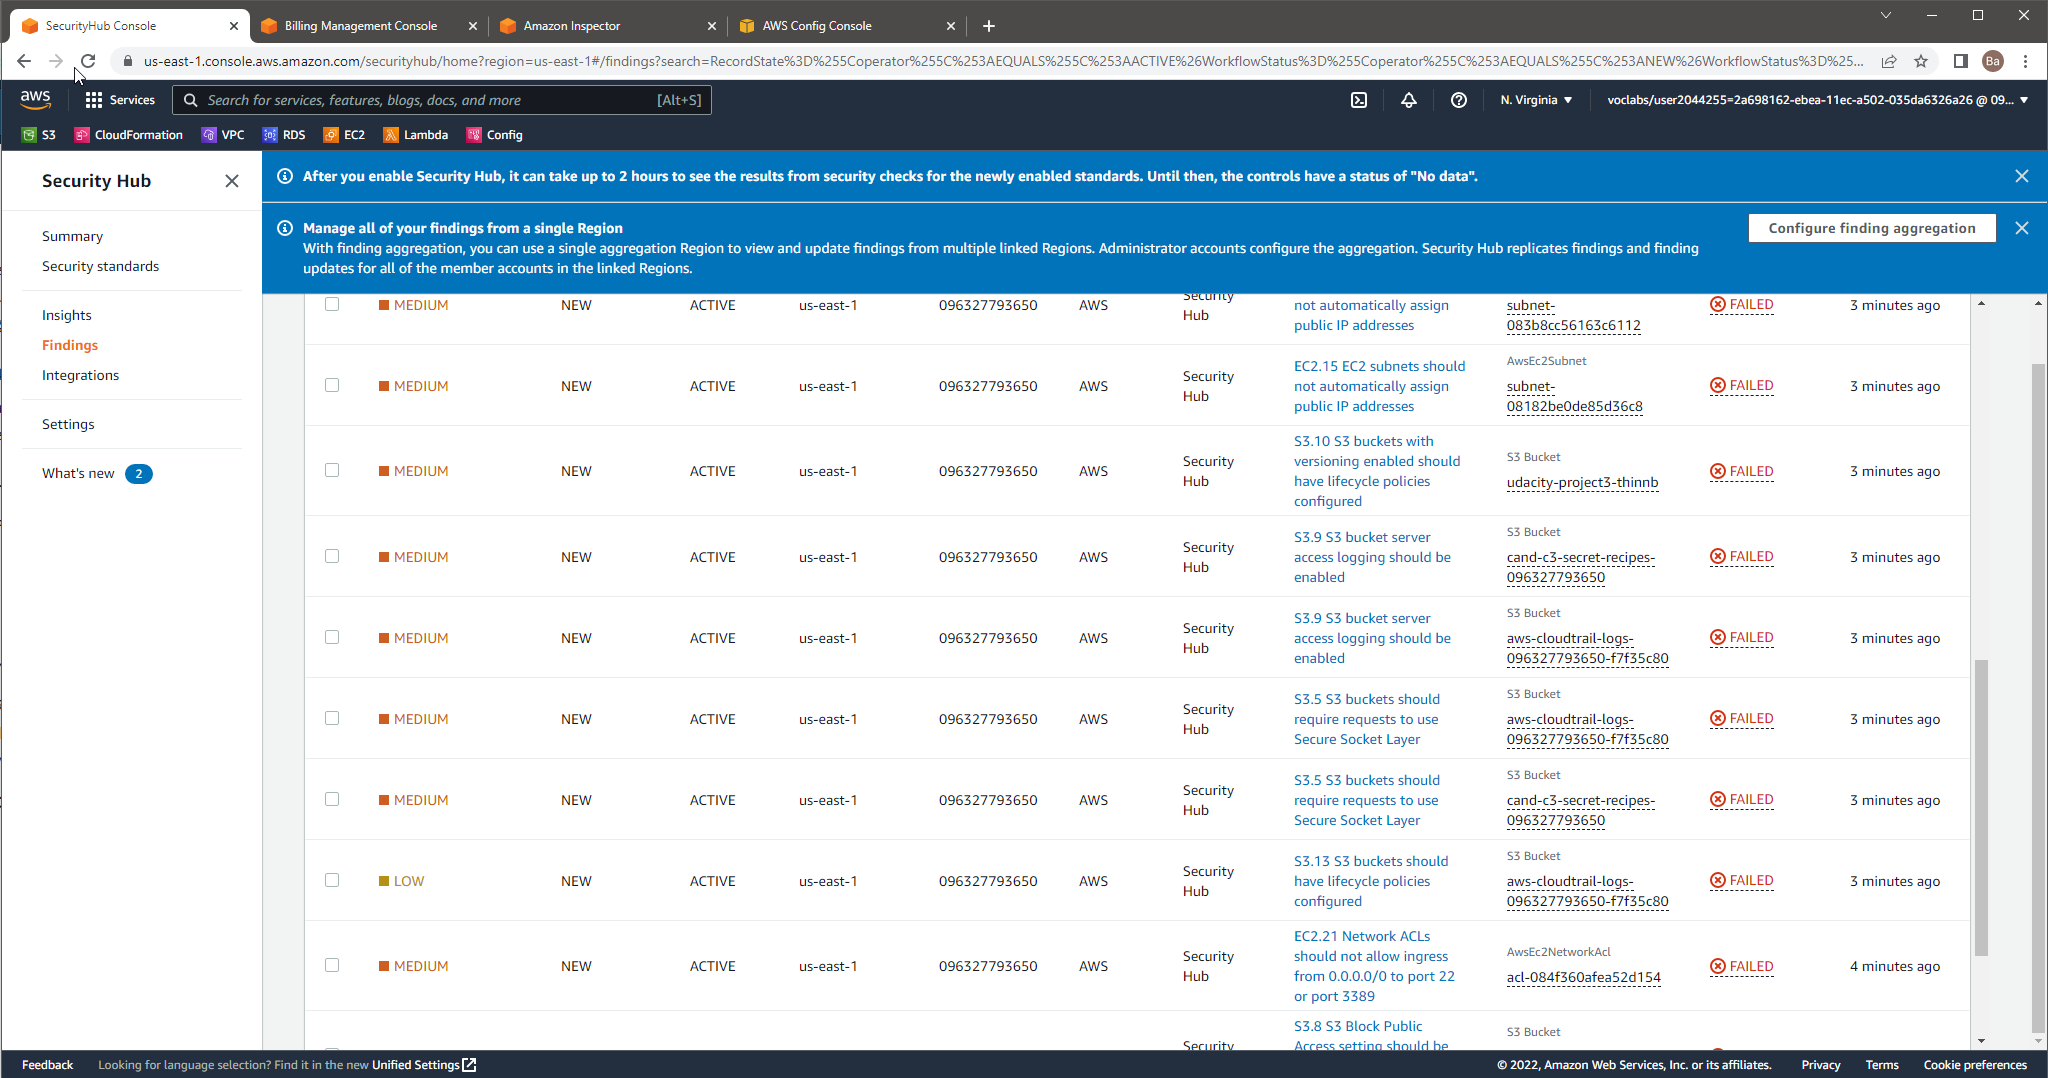 SecurityHub Console
Billing Management Console
Amazon Inspector
AWS Config Console
us-east-1.console.aws.amazon.com/securityhub/home?region=us-east-1#/findings?search=RecordState%3D%255Coperator%255C%253AEQUALS%255C%253AACTIVE%26WorkflowStatus%3D%255Coperator%255C%253AEQUALS%255C%253ANEW%26WorkflowStatus%3D%25...
Ba
aws
Services
Search for services, features, blogs, docs, and more
[Alt+S]
N. Virginia
voclabs/user2044255=2a698162-ebea-11ec-a502-035da6326a26 @ 09...
S3
CloudFormation
VPC
RDS
EC2
Lambda
Config
Security Hub
Summary
Security standards
Insights
Findings
Integrations
Settings
What's new 2
After you enable Security Hub, it can take up to 2 hours to see the results from security checks for the newly enabled standards. Until then, the controls have a status of "No data".
Manage all of your findings from a single Region
With finding aggregation, you can use a single aggregation Region to view and update findings from multiple linked Regions. Administrator accounts configure the aggregation. Security Hub replicates findings and finding
updates for all of the member accounts in the linked Regions.
Configure finding aggregation
MEDIUM NEW ACTIVE us-east-1 096327793650 AWS
Security
Hub
not automatically assign
public IP addresses
subnet-
083b8cc56163c6112
FAILED
3 minutes ago
MEDIUM NEW ACTIVE us-east-1 096327793650 AWS
Security
Hub
EC2.15 EC2 subnets should
not automatically assign
public IP addresses
AwsEc2Subnet
subnet-
08182be0de85d36c8
FAILED
3 minutes ago
MEDIUM NEW ACTIVE us-east-1 096327793650 AWS
Security
Hub
S3.10 S3 buckets with
versioning enabled should
have lifecycle policies
configured
S3 Bucket
udacity-project3-thinnb
FAILED
3 minutes ago
MEDIUM NEW ACTIVE us-east-1 096327793650 AWS
Security
Hub
S3.9 S3 bucket server
access logging should be
enabled
S3 Bucket
cand-c3-secret-recipes-
096327793650
FAILED
3 minutes ago
MEDIUM NEW ACTIVE us-east-1 096327793650 AWS
Security
Hub
S3.9 S3 bucket server
access logging should be
enabled
S3 Bucket
aws-cloudtrail-logs-
096327793650-f7f35c80
FAILED
3 minutes ago
MEDIUM NEW ACTIVE us-east-1 096327793650 AWS
Security
Hub
S3.5 S3 buckets should
require requests to use
Secure Socket Layer
S3 Bucket
aws-cloudtrail-logs-
096327793650-f7f35c80
FAILED
3 minutes ago
MEDIUM NEW ACTIVE us-east-1 096327793650 AWS
Security
Hub
S3.5 S3 buckets should
require requests to use
Secure Socket Layer
S3 Bucket
cand-c3-secret-recipes-
096327793650
FAILED
3 minutes ago
LOW NEW ACTIVE us-east-1 096327793650 AWS
Security
Hub
S3.13 S3 buckets should
have lifecycle policies
configured
S3 Bucket
aws-cloudtrail-logs-
096327793650-f7f35c80
FAILED
3 minutes ago
MEDIUM NEW ACTIVE us-east-1 096327793650 AWS
Security
Hub
EC2.21 Network ACLs
should not allow ingress
from 0.0.0.0/0 to port 22
or port 3389
AwsEc2NetworkAcl
acl-084f360afea52d154
FAILED
4 minutes ago
Security
S3.8 S3 Block Public
Access setting should be
S3 Bucket
Feedback
Looking for language selection? Find it in the new Unified Settings
© 2022, Amazon Web Services, Inc. or its affiliates.
Privacy
Terms
Cookie preferences